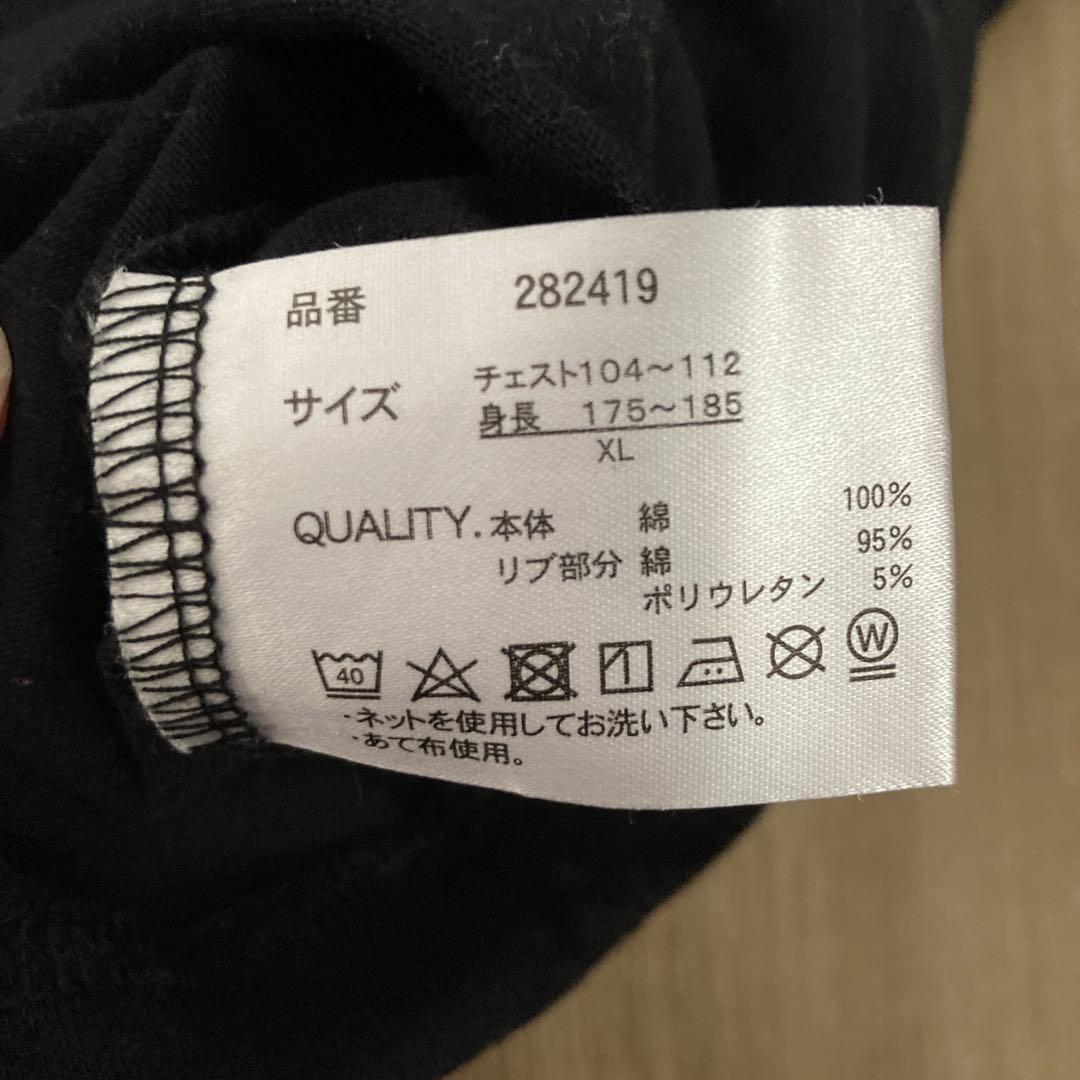 品番 282419
サイズ チェスト104～112
身長 175～185
XL
QUALITY. 本体 綿 100%
リブ部分 綿 95%
ポリウレタン 5%
40 W
・ネットを使用してお洗い下さい。
・あて布使用。